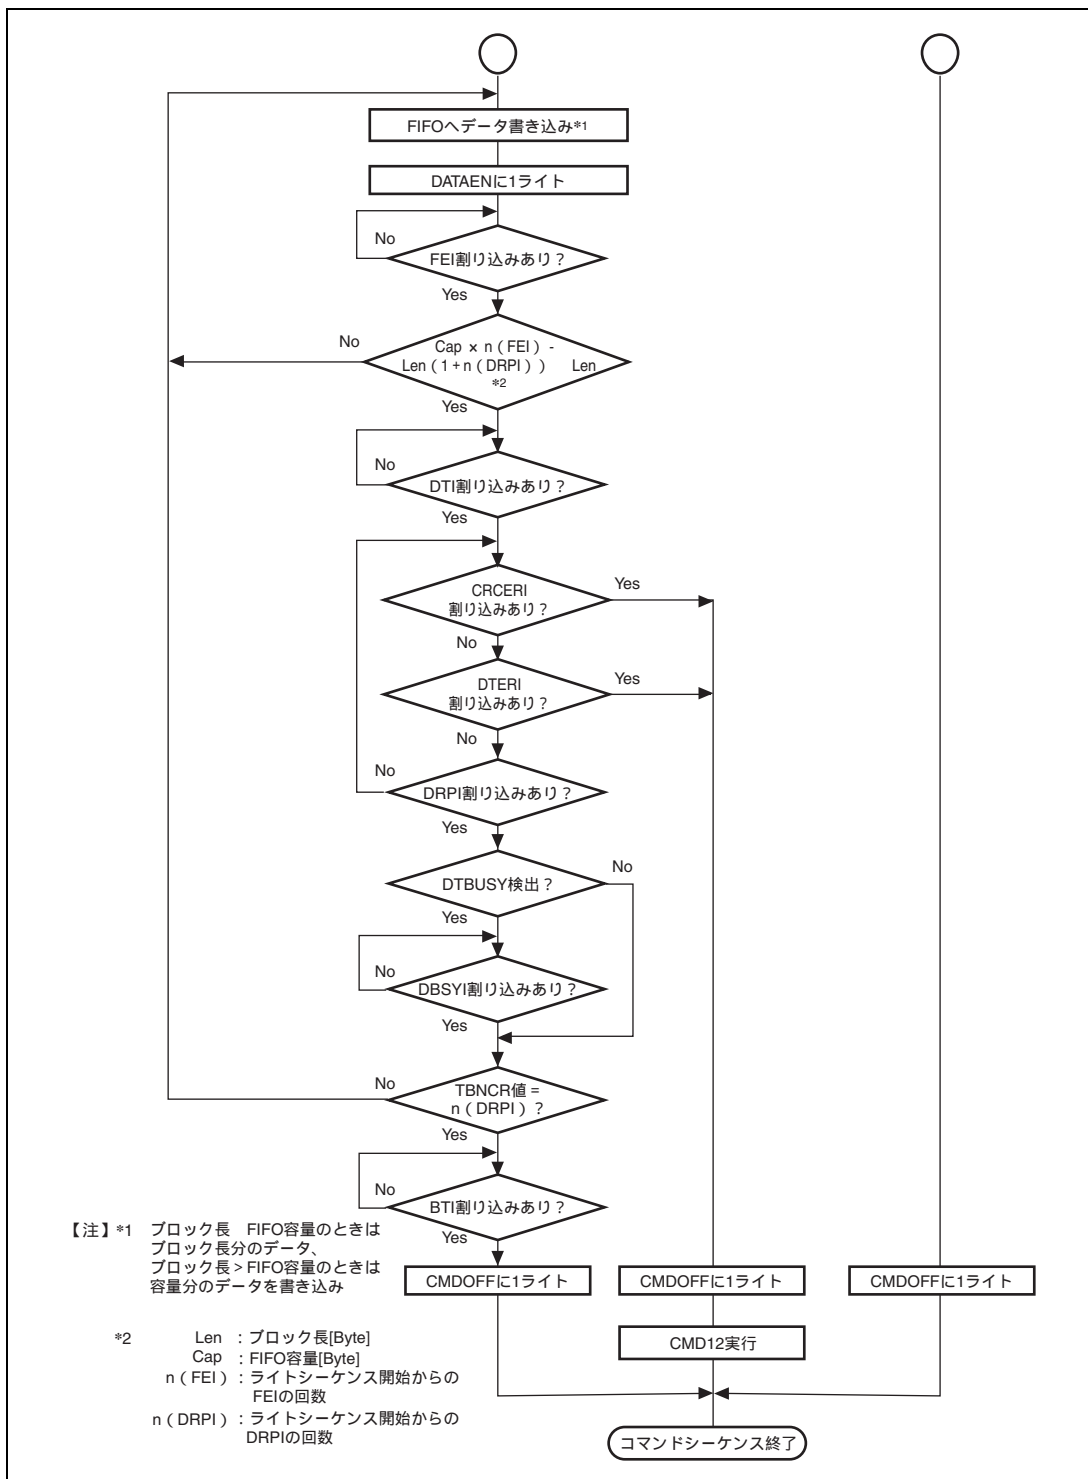 FIFOへデータ書き込み*1
DATAENに1ライト
No
FEI割り込みあり？
Yes
No
Cap × n（FEI）-
Len（1+n（DRPI）） Len
*2
Yes
No
DTI割り込みあり？
Yes
CRCERI
割り込みあり？
Yes
No
DTERI
割り込みあり？
Yes
No
No
DRPI割り込みあり？
Yes
No
DTBUSY検出？
Yes
No
DBSYI割り込みあり？
Yes
No
TBNCR値 =
n（DRPI）？
Yes
No
BTI割り込みあり？
Yes
CMDOFFに1ライト
CMDOFFに1ライト
CMDOFFに1ライト
CMD12実行
コマンドシーケンス終了
【注】*1 ブロック長 FIFO容量のときは
ブロック長分のデータ、
ブロック長＞FIFO容量のときは
容量分のデータを書き込み
*2 Len ：ブロック長[Byte]
Cap ：FIFO容量[Byte]
n（FEI）：ライトシーケンス開始からの
FEIの回数
n（DRPI）：ライトシーケンス開始からの
DRPIの回数